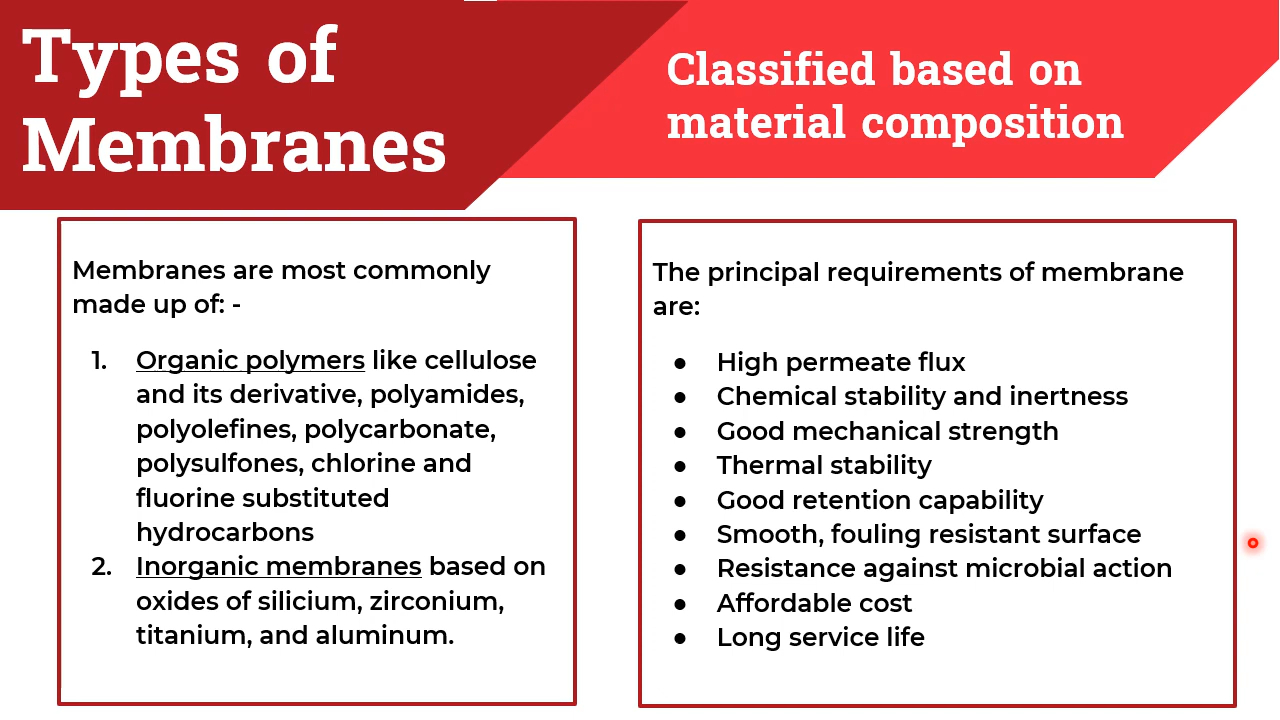 Types of
Membranes
Classified based on
material composition
Membranes are most commonly
made up of: -
1. Organic polymers like cellulose
and its derivative, polyamides,
polyolefines, polycarbonate,
polysulfones, chlorine and
fluorine substituted
hydrocarbons
2. Inorganic membranes based on
oxides of silicium, zirconium,
titanium, and aluminum.
The principal requirements of membrane
are:
● High permeate flux
● Chemical stability and inertness
● Good mechanical strength
● Thermal stability
● Good retention capability
● Smooth, fouling resistant surface
● Resistance against microbial action
● Affordable cost
● Long service life